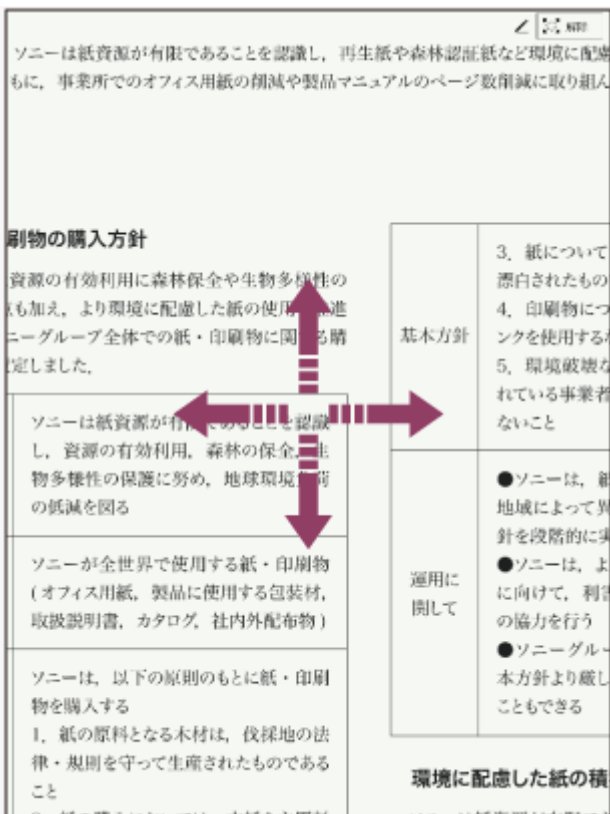 解除
ソニーは紙資源が有限であることを認識し，再生紙や森林認証紙など環境に配慮
もに，事業所でのオフィス用紙の削減や製品マニュアルのページ数削減に取り組ん
刷物の購入方針
資源の有効利用に森林保全や生物多様性の
も加え，より環境に配慮した紙の使用 進
ニーグループ全体での紙・印刷物に関 る購
定しました．
ソニーは紙資源が有 であることを認識
し，資源の有効利用，森林の保全， 生
物多様性の保護に努め，地球環境 荷
の低減を図る
ソニーが全世界で使用する紙・印刷物
(オフィス用紙，製品に使用する包装材，
取扱説明書，カタログ，社内外配布物)
ソニーは，以下の原則のもとに紙・印刷
物を購入する
1．紙の原料となる木材は，伐採地の法
律・規則を守って生産されたものである
こと
基本方針
3．紙について
漂白されたもの
4．印刷物につ
ンクを使用する
5．環境破壊な
れている事業者
ないこと
運用に
関して
●ソニーは，紙
地域によって異
針を段階的に実
●ソニーは，よ
に向けて，利害
の協力を行う
●ソニーグルー
本方針より厳し
こともできる
環境に配慮した紙の積